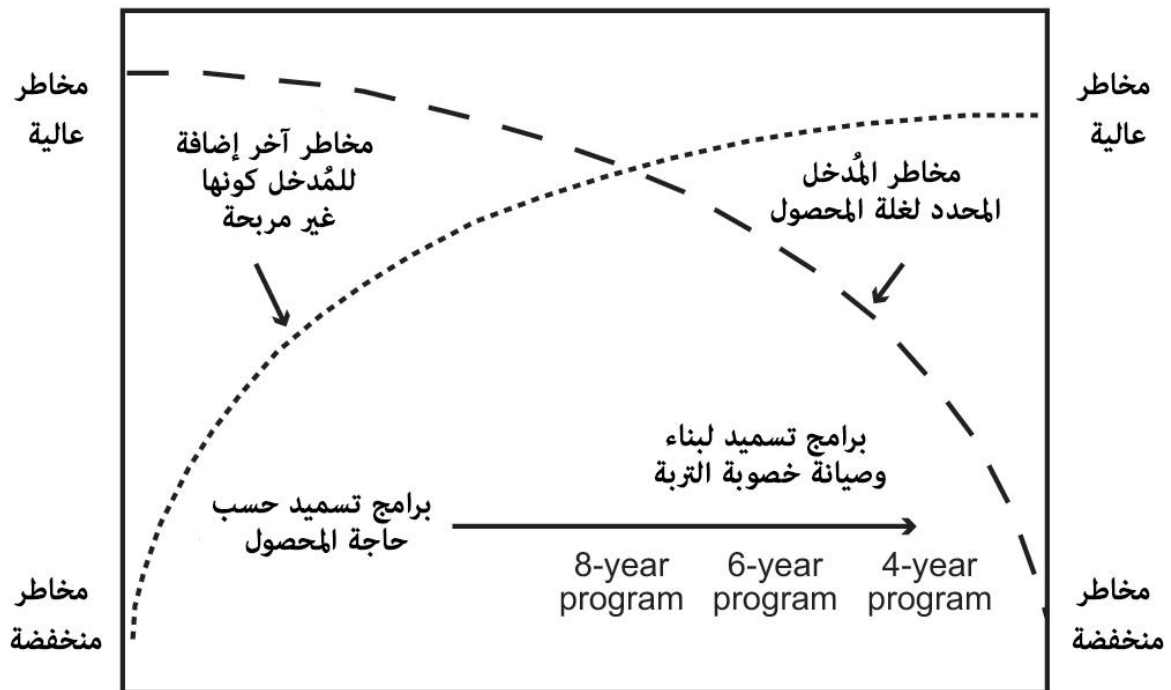 مخاطر
عالية
مخاطر
عالية
مخاطر آخر إضافة
للمُدخل كونها
غير مربحة
مخاطر المُدخل
المحدد لغلة المحصول
برامج تسميد لبناء
وصيانة خصوبة التربة
برامج تسميد حسب
حاجة المحصول
8-year
program
6-year
program
4-year
program
مخاطر
منخفضة
مخاطر
منخفضة